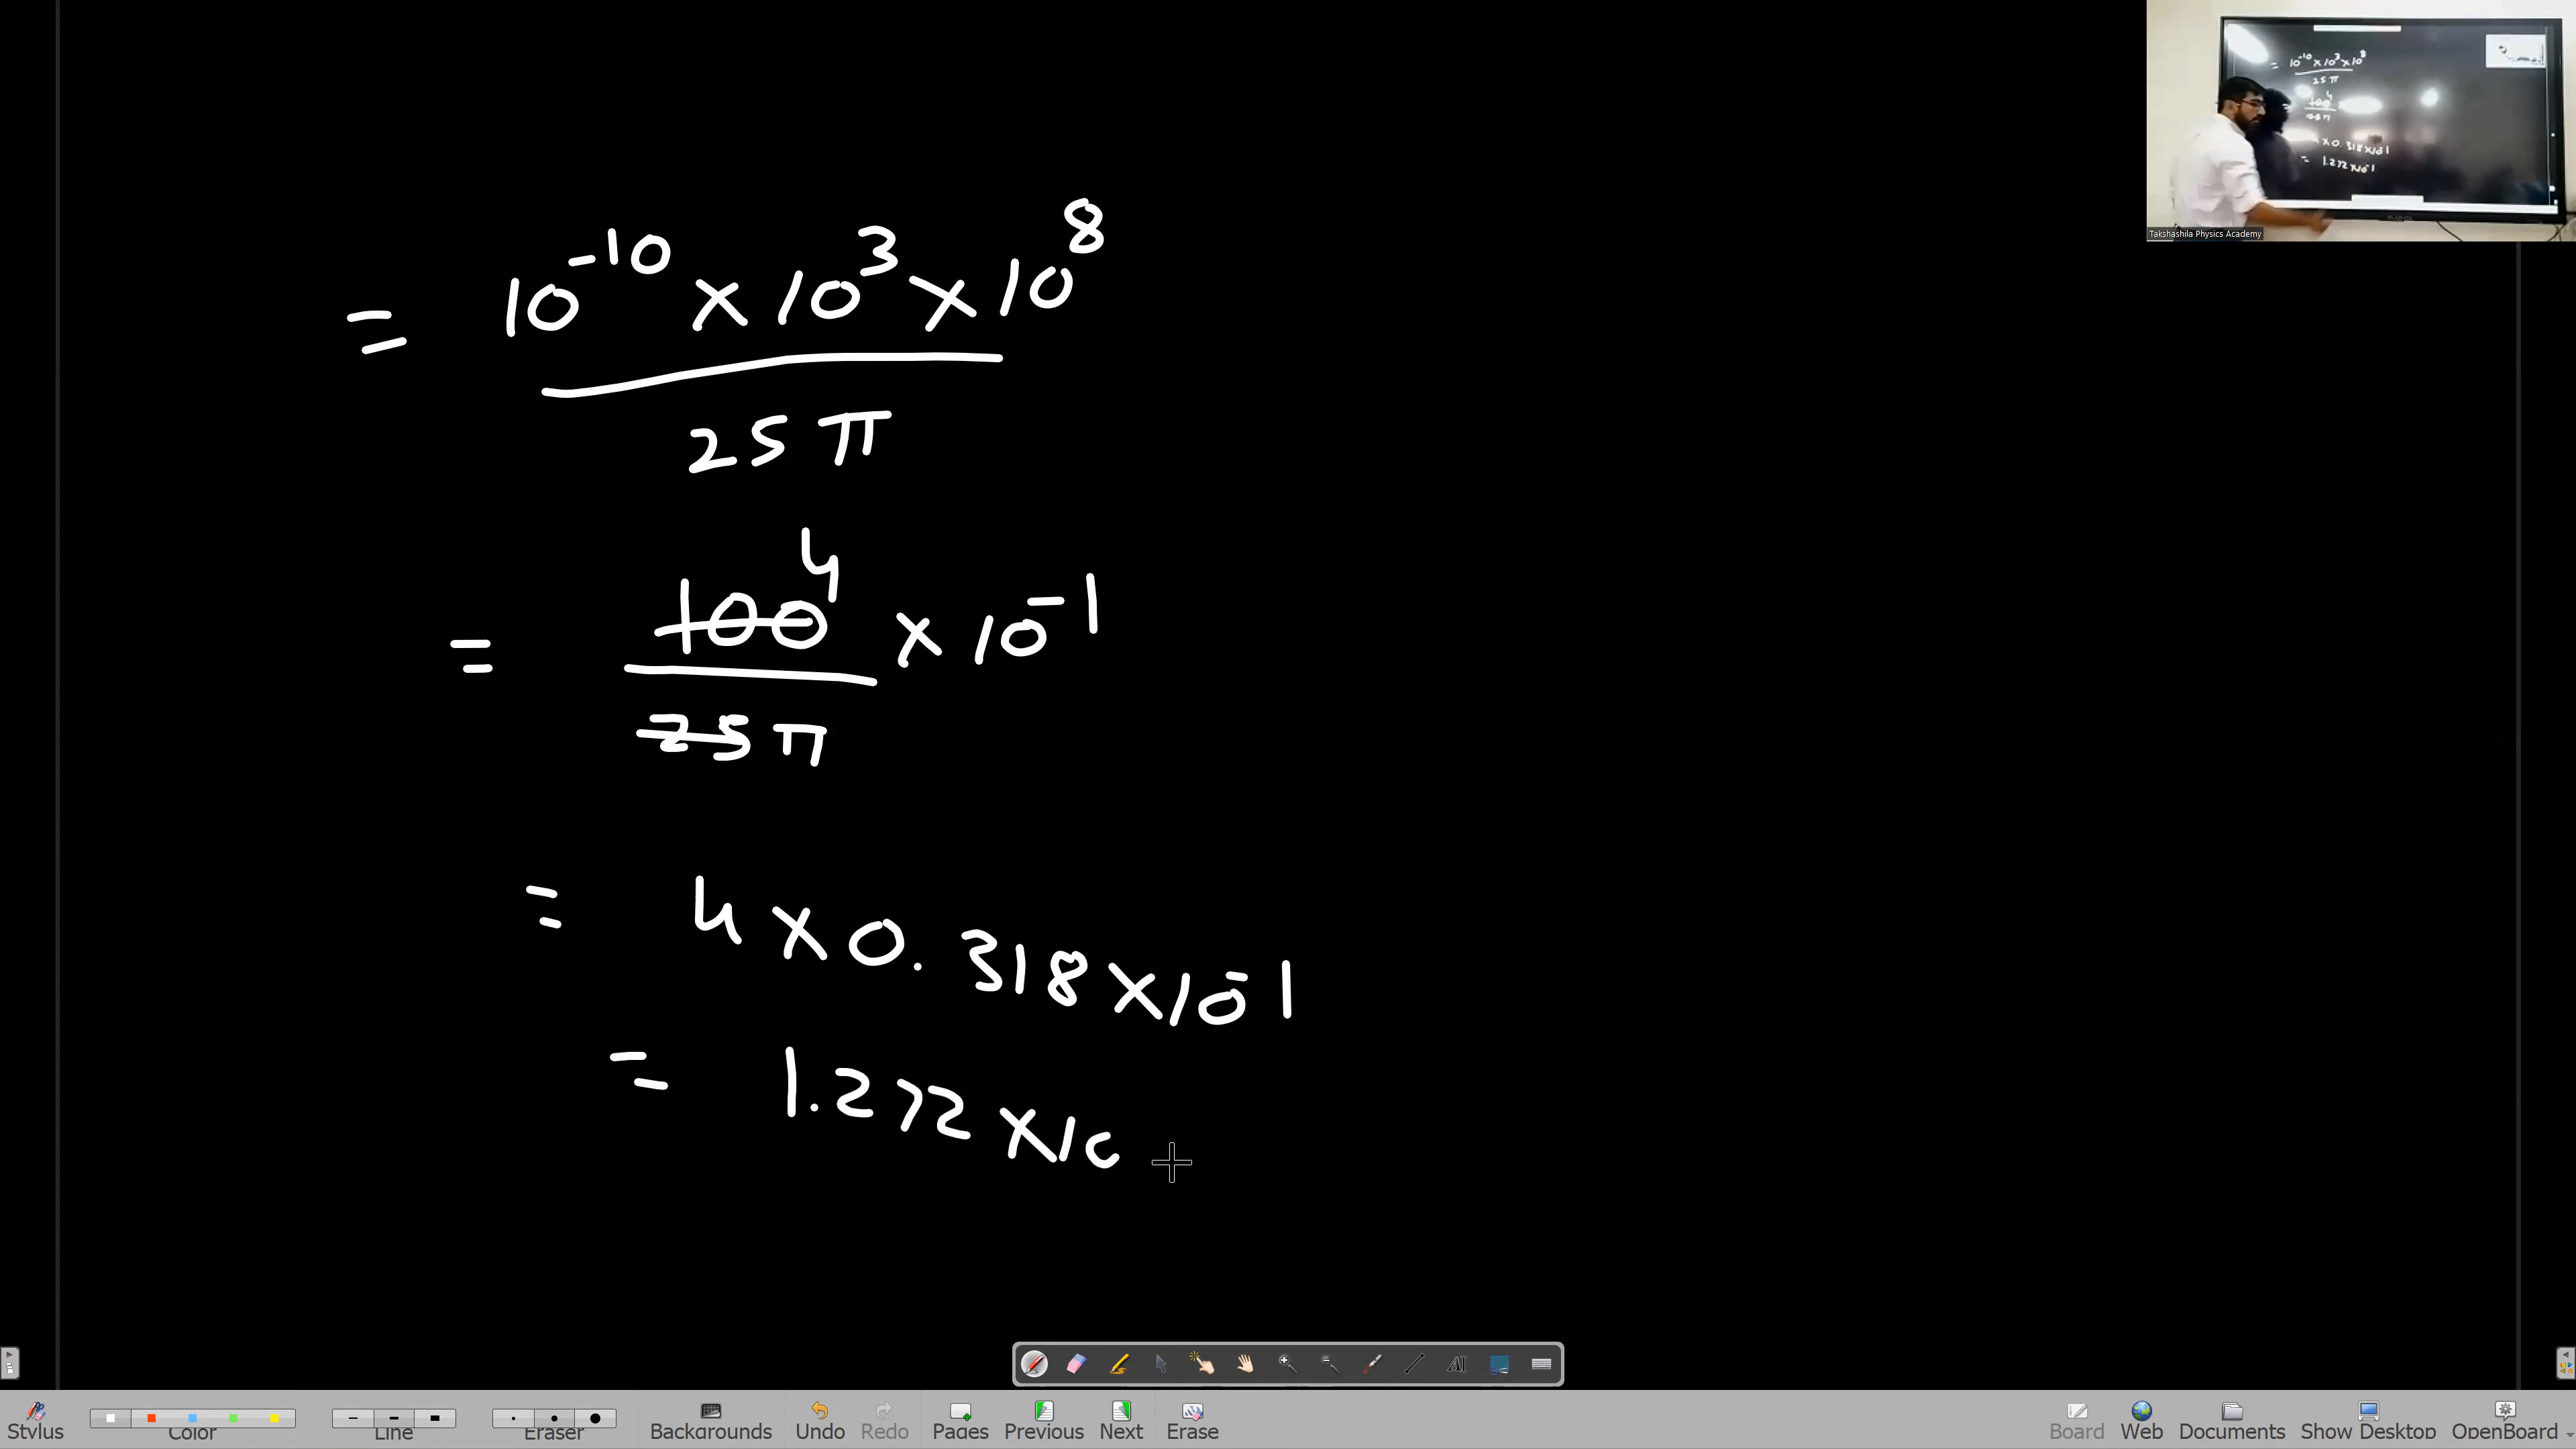 = 10^-10 × 10^3 × 10^8
25 π
= 100 4 × 10^-1
25 π
= 4 × 0.318 × 10^-1
= 1.272 × 10
Takshashila Physics Academy
Stylus Color Line Eraser Backgrounds Undo Redo Pages Previous Next Erase Board Web Documents Show Desktop OpenBoard